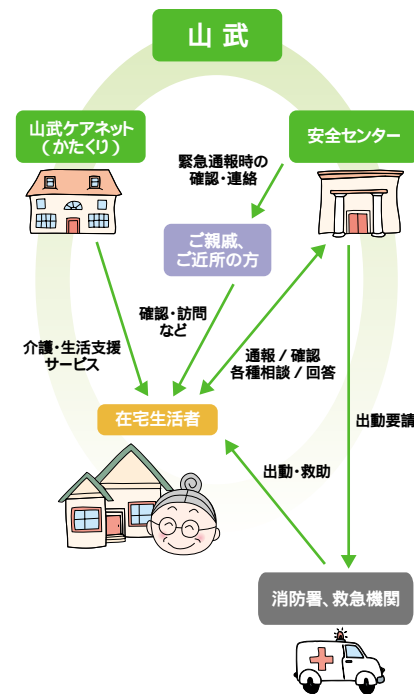 山武
山武ケアネット
（かたくり）
安全センター
緊急通報時の
確認・連絡
ご親戚、
ご近所の方
確認・訪問
など
介護・生活支援
サービス
通報 / 確認
各種相談 / 回答
在宅生活者
出動要請
出動・救助
消防署、救急機関